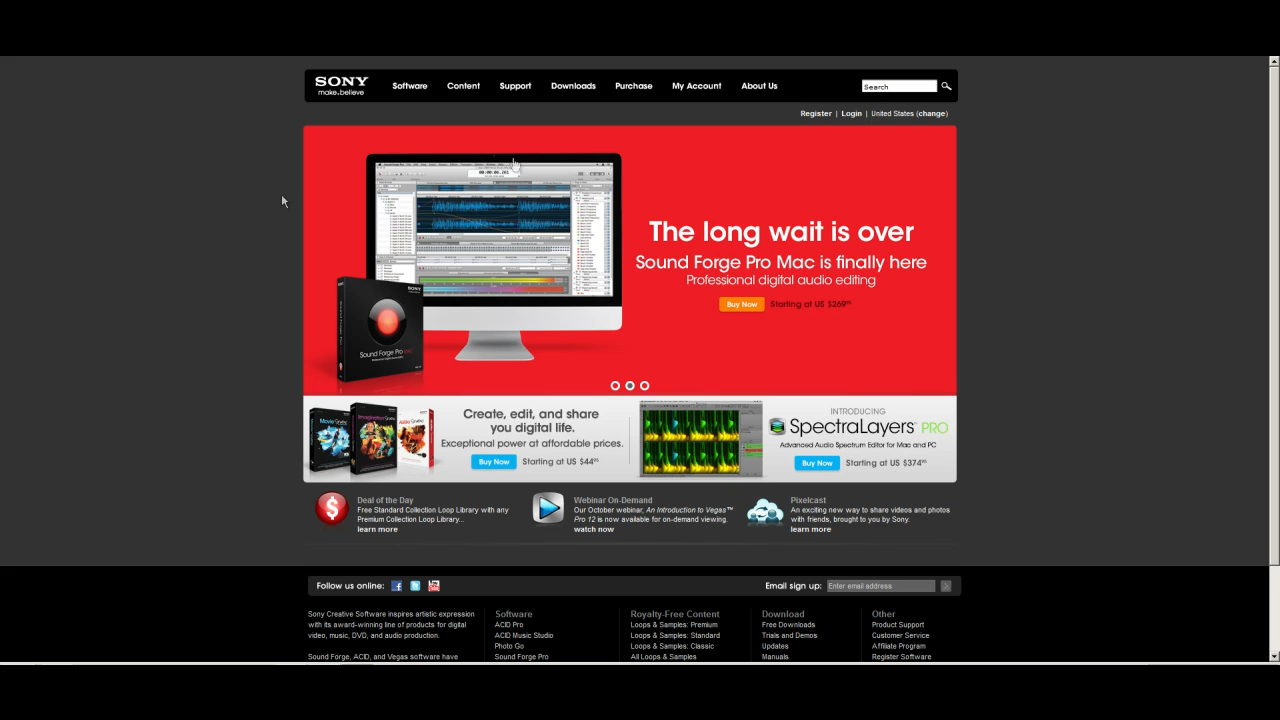 SONY
make.believe
Software Content Support Downloads Purchase My Account About Us
Search
Register | Login | United States (change)
The long wait is over
Sound Forge Pro Mac is finally here
Professional digital audio editing
Buy Now Starting at US $269
SONY
Sound Forge Pro
Create, edit, and share
you digital life.
Exceptional power at affordable prices.
Buy Now Starting at US $44
INTRODUCING
SpectraLayers PRO
Advanced Audio Spectrum Editor for Mac and PC
Buy Now Starting at US $374
Deal of the Day
Free Standard Collection Loop Library with any
Premium Collection Loop Library...
learn more
Webinar On-Demand
Our October webinar, An Introduction to Vegas™
Pro 12 is now available for on-demand viewing.
watch now
Pixelcast
An exciting new way to share videos and photos
with friends, brought to you by Sony.
learn more
Follow us online:
Email sign up: Enter email address
Sony Creative Software inspires artistic expression
with its award-winning line of products for digital
video, music, DVD, and audio production.
Sound Forge, ACID, and Vegas software have
Software
ACID Pro
ACID Music Studio
Photo Go
Sound Forge Pro
Royalty-Free Content
Loops & Samples: Premium
Loops & Samples: Standard
Loops & Samples: Classic
All Loops & Samples
Download
Free Downloads
Trials and Demos
Updates
Manuals
Other
Product Support
Customer Service
Affiliate Program
Register Software